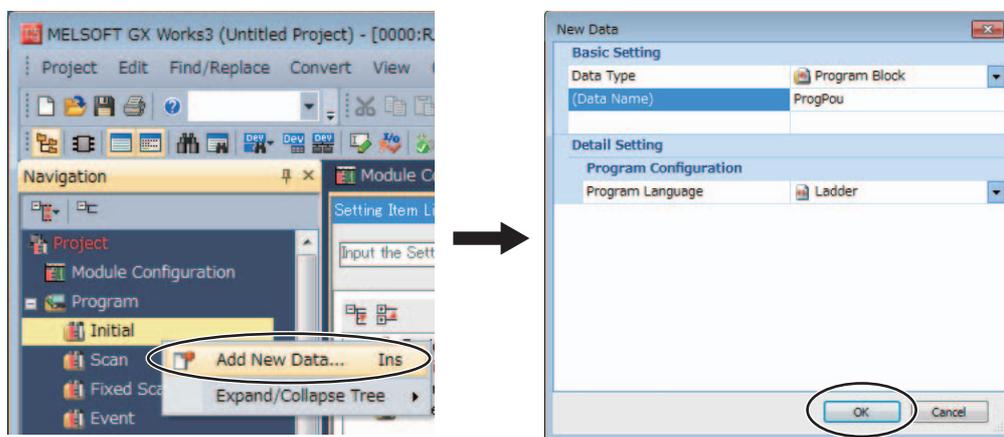 MELSOFT GX Works3 (Untitled Project) - [0000:R
Project Edit Find/Replace Convert View
Navigation
Module C
Setting Item Li
Input the Sett
Project
Module Configuration
Program
Initial
Scan
Fixed Sca
Event
Add New Data... Ins
Expand/Collapse Tree
New Data
Basic Setting
Data Type Program Block
(Data Name) ProgPou
Detail Setting
Program Configuration
Program Language Ladder
OK Cancel